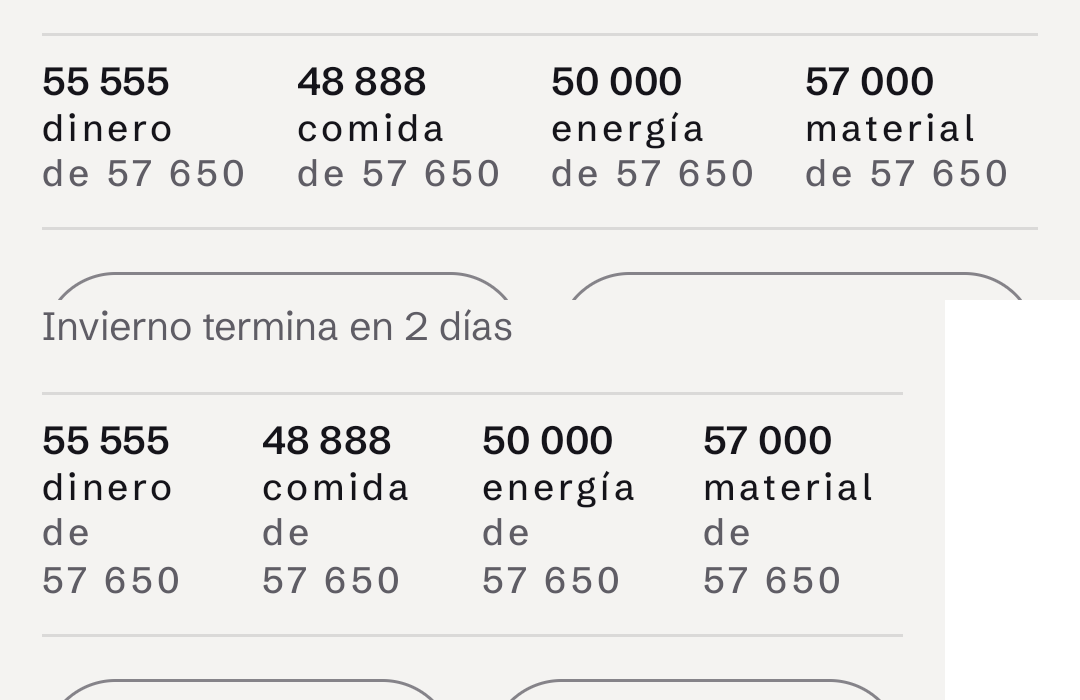 55 555 48 888 50 000 57 000
dinero comida energía material
de 57 650 de 57 650 de 57 650 de 57 650
Invierno termina en 2 días
55 555 48 888 50 000 57 000
dinero comida energía material
de de de de
57 650 57 650 57 650 57 650